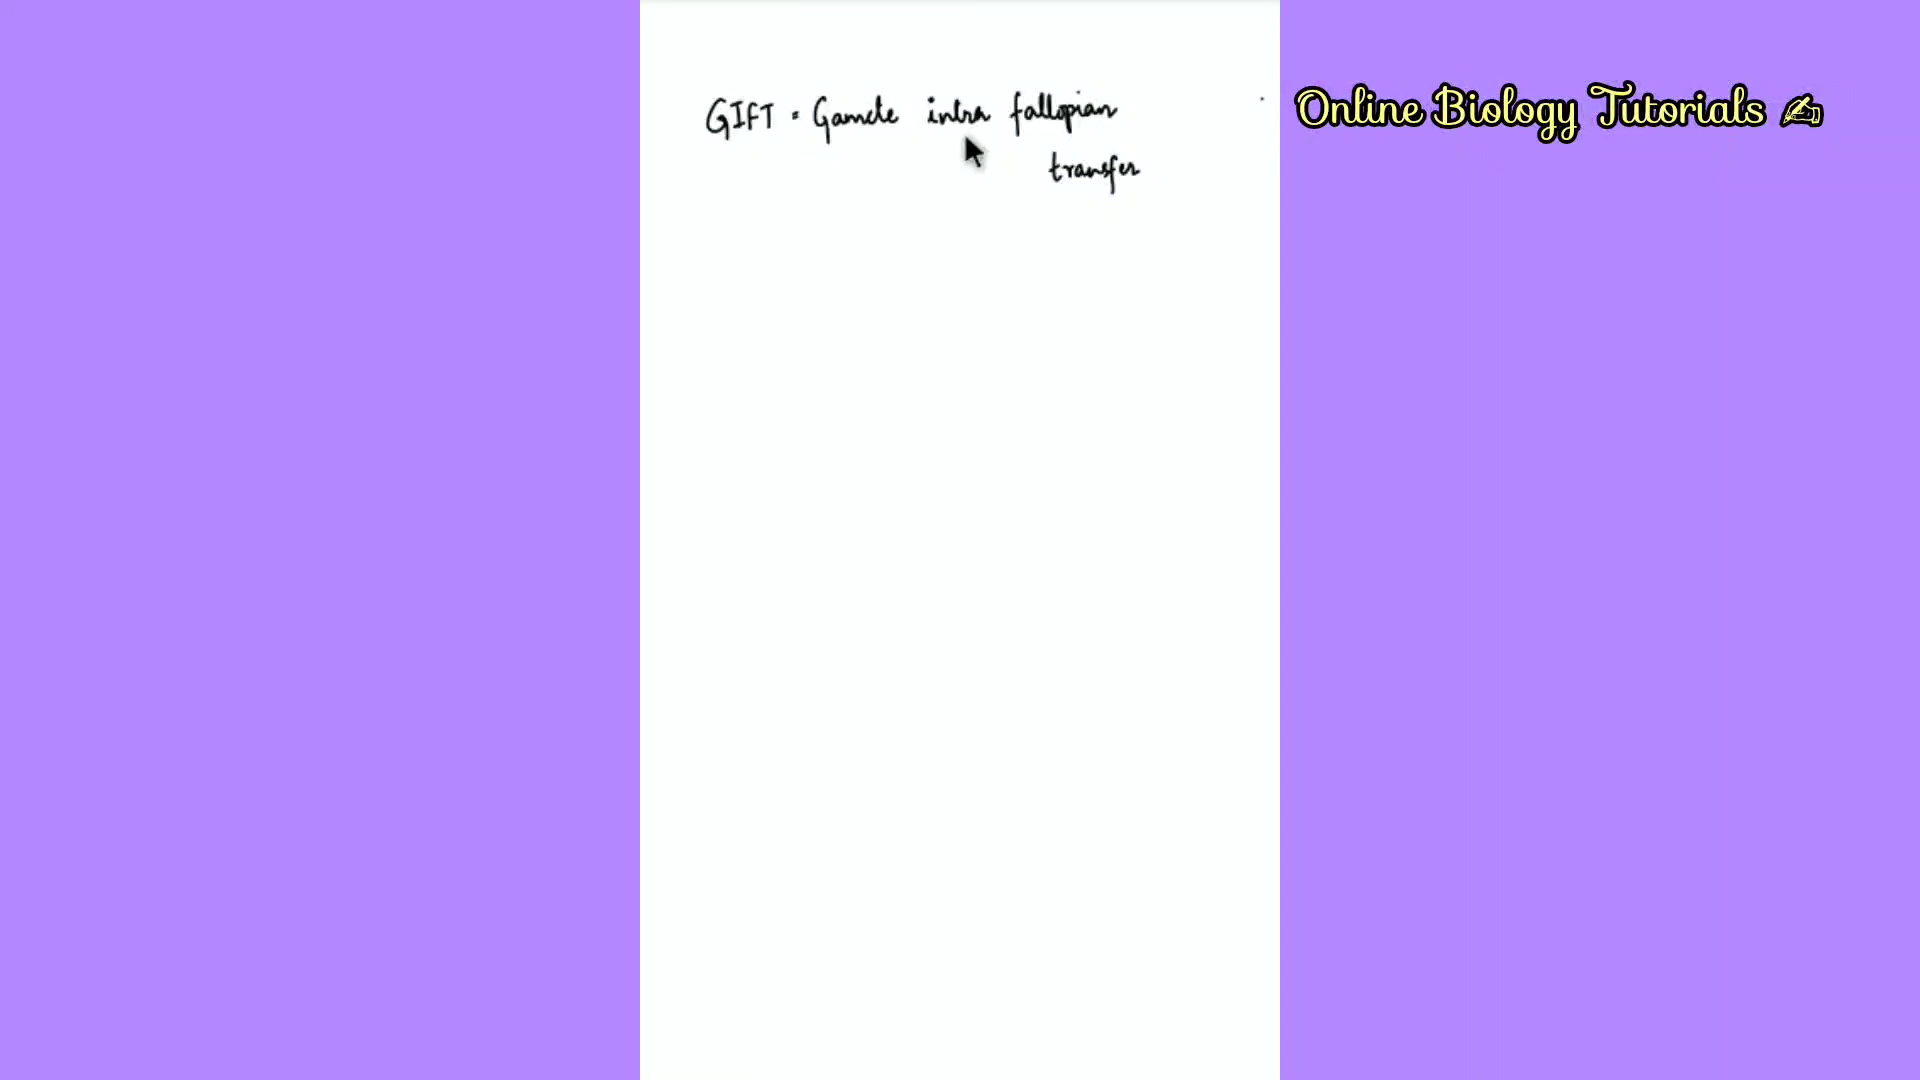 GIFT = Gamete intra fallopian
transfer
Online Biology Tutorials ✍